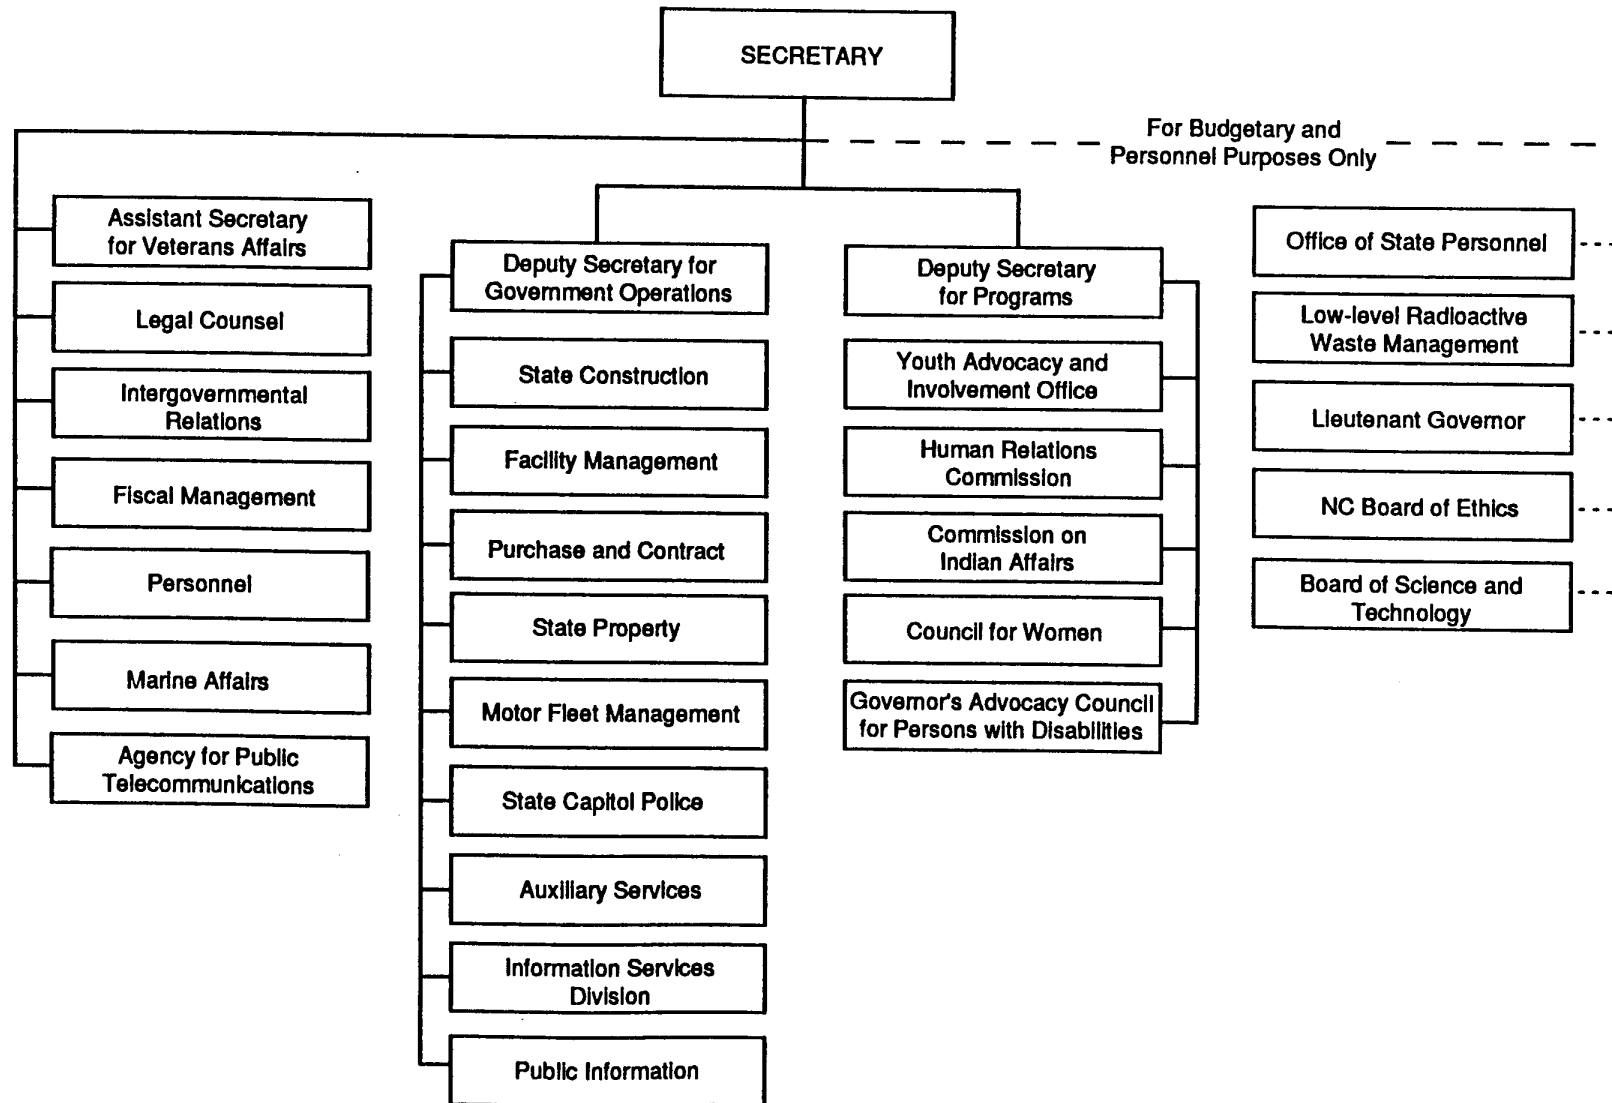 SECRETARY
For Budgetary and
Personnel Purposes Only
Assistant Secretary
for Veterans Affairs
Legal Counsel
Intergovernmental
Relations
Fiscal Management
Personnel
Marine Affairs
Agency for Public
Telecommunications
Deputy Secretary for
Government Operations
State Construction
Facility Management
Purchase and Contract
State Property
Motor Fleet Management
State Capitol Police
Auxiliary Services
Information Services
Division
Public Information
Deputy Secretary
for Programs
Youth Advocacy and
Involvement Office
Human Relations
Commission
Commission on
Indian Affairs
Council for Women
Governor's Advocacy Council
for Persons with Disabilities
Office of State Personnel
Low-level Radioactive
Waste Management
Lieutenant Governor
NC Board of Ethics
Board of Science and
Technology